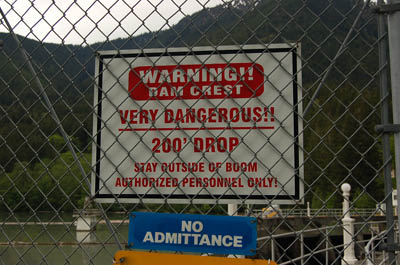 WARNING!!
DAM CREST
VERY DANGEROUS!!
200' DROP
STAY OUTSIDE OF BOOM
AUTHORIZED PERSONNEL ONLY!
NO
ADMITTANCE